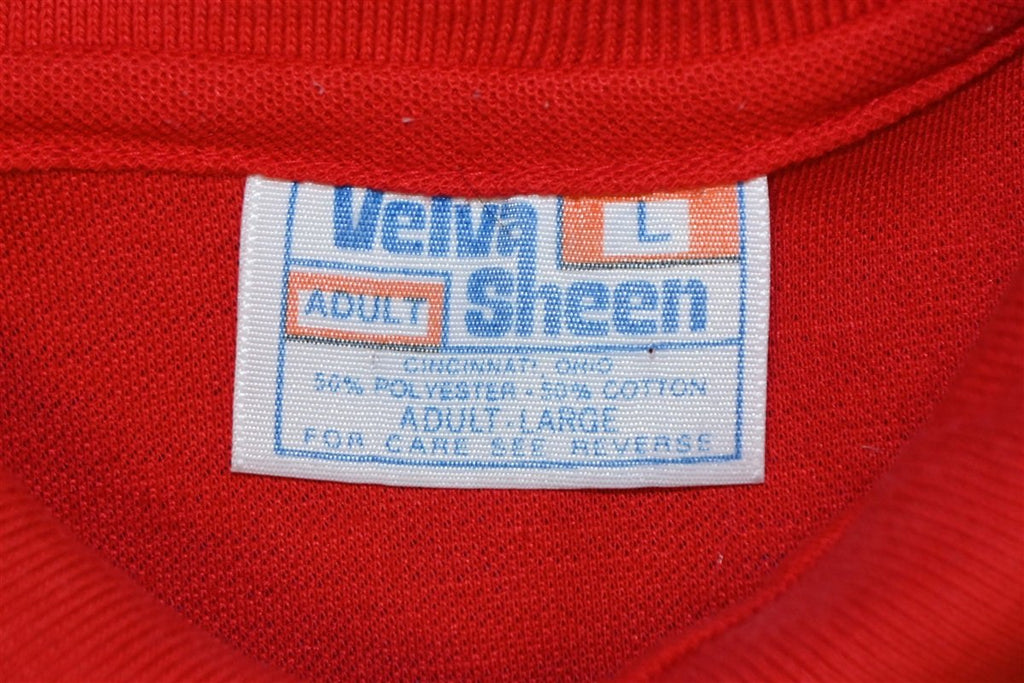 Velva
L
Sheen
ADULT
CINCINNATI, OHIO
50% POLYESTER - 50% COTTON
ADULT-LARGE
FOR CARE SEE REVERSE